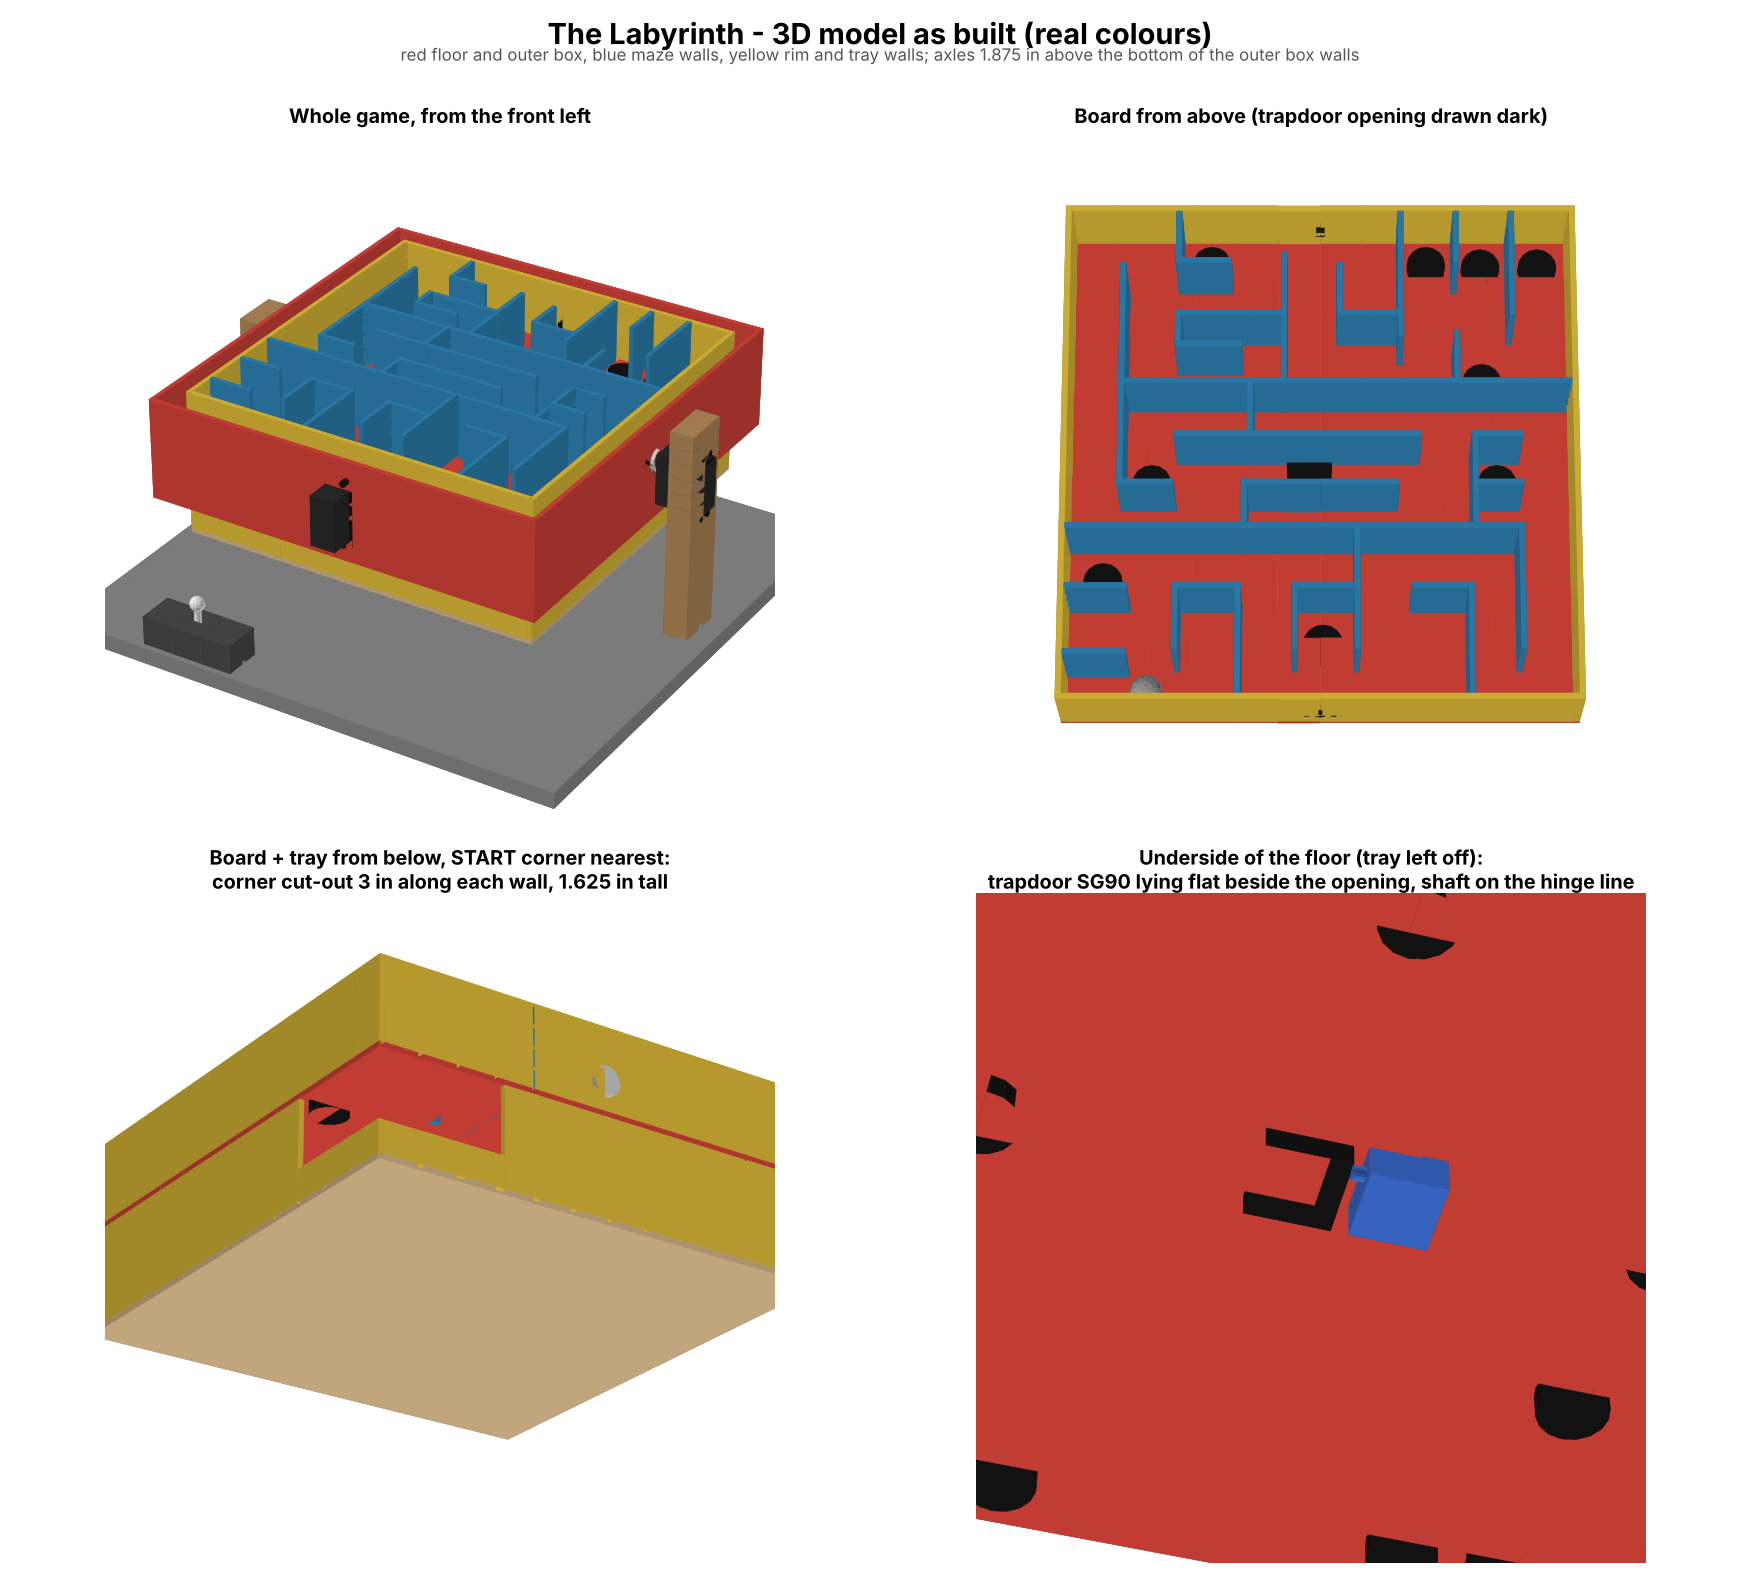 The Labyrinth - 3D model as built (real colours)
red floor and outer box, blue maze walls, yellow rim and tray walls; axles 1.875 in above the bottom of the outer box walls
Whole game, from the front left
Board from above (trapdoor opening drawn dark)
Board + tray from below, START corner nearest:
corner cut-out 3 in along each wall, 1.625 in tall
Underside of the floor (tray left off):
trapdoor SG90 lying flat beside the opening, shaft on the hinge line